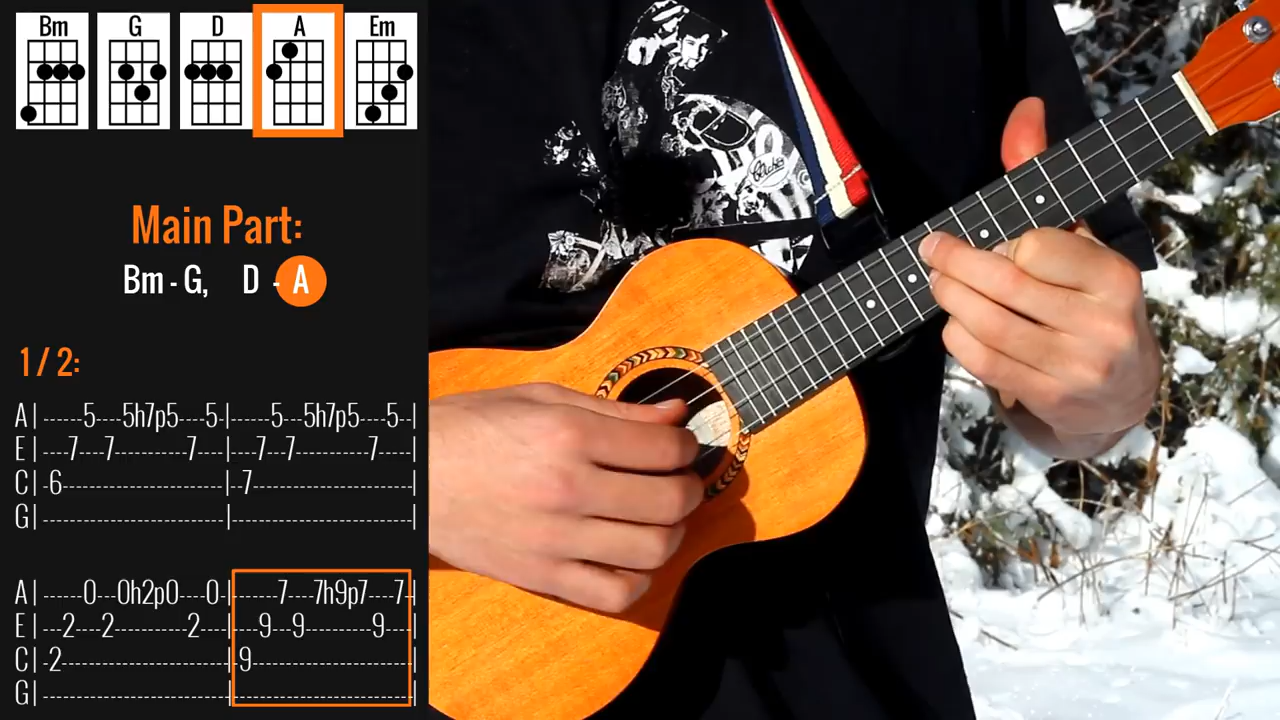 Bm G D A Em
Main Part:
Bm - G, D - A
1 / 2:
A|------5---5h7p5----5-|-----5---5h7p5----5--|
E|----7----7-----------7----|---7---7-----------7-----|
C|-6------------------------|--7----------------------|
G|---------------------------|---------------------------|
A|------0---0h2p0----0-|-------7----7h9p7----7-|
E|---2----2-----------2----|----9---9----------9----|
C|-2-------------------------|-9------------------------|
G|---------------------------|---------------------------|